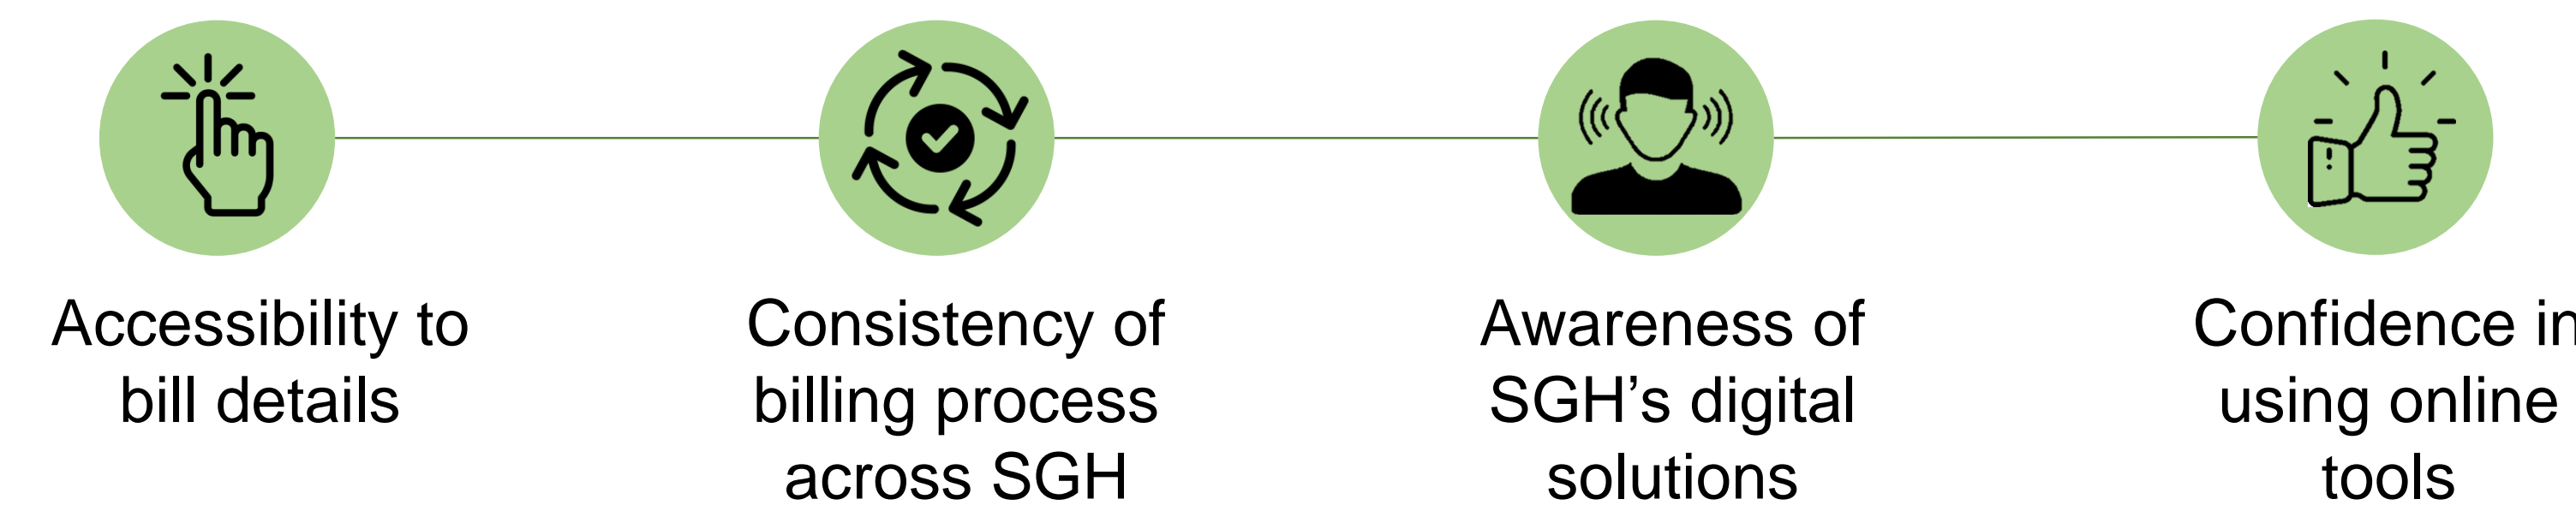 Accessibility to
bill details
Consistency of
billing process
across SGH
Awareness of
SGH’s digital
solutions
Confidence in
using online
tools